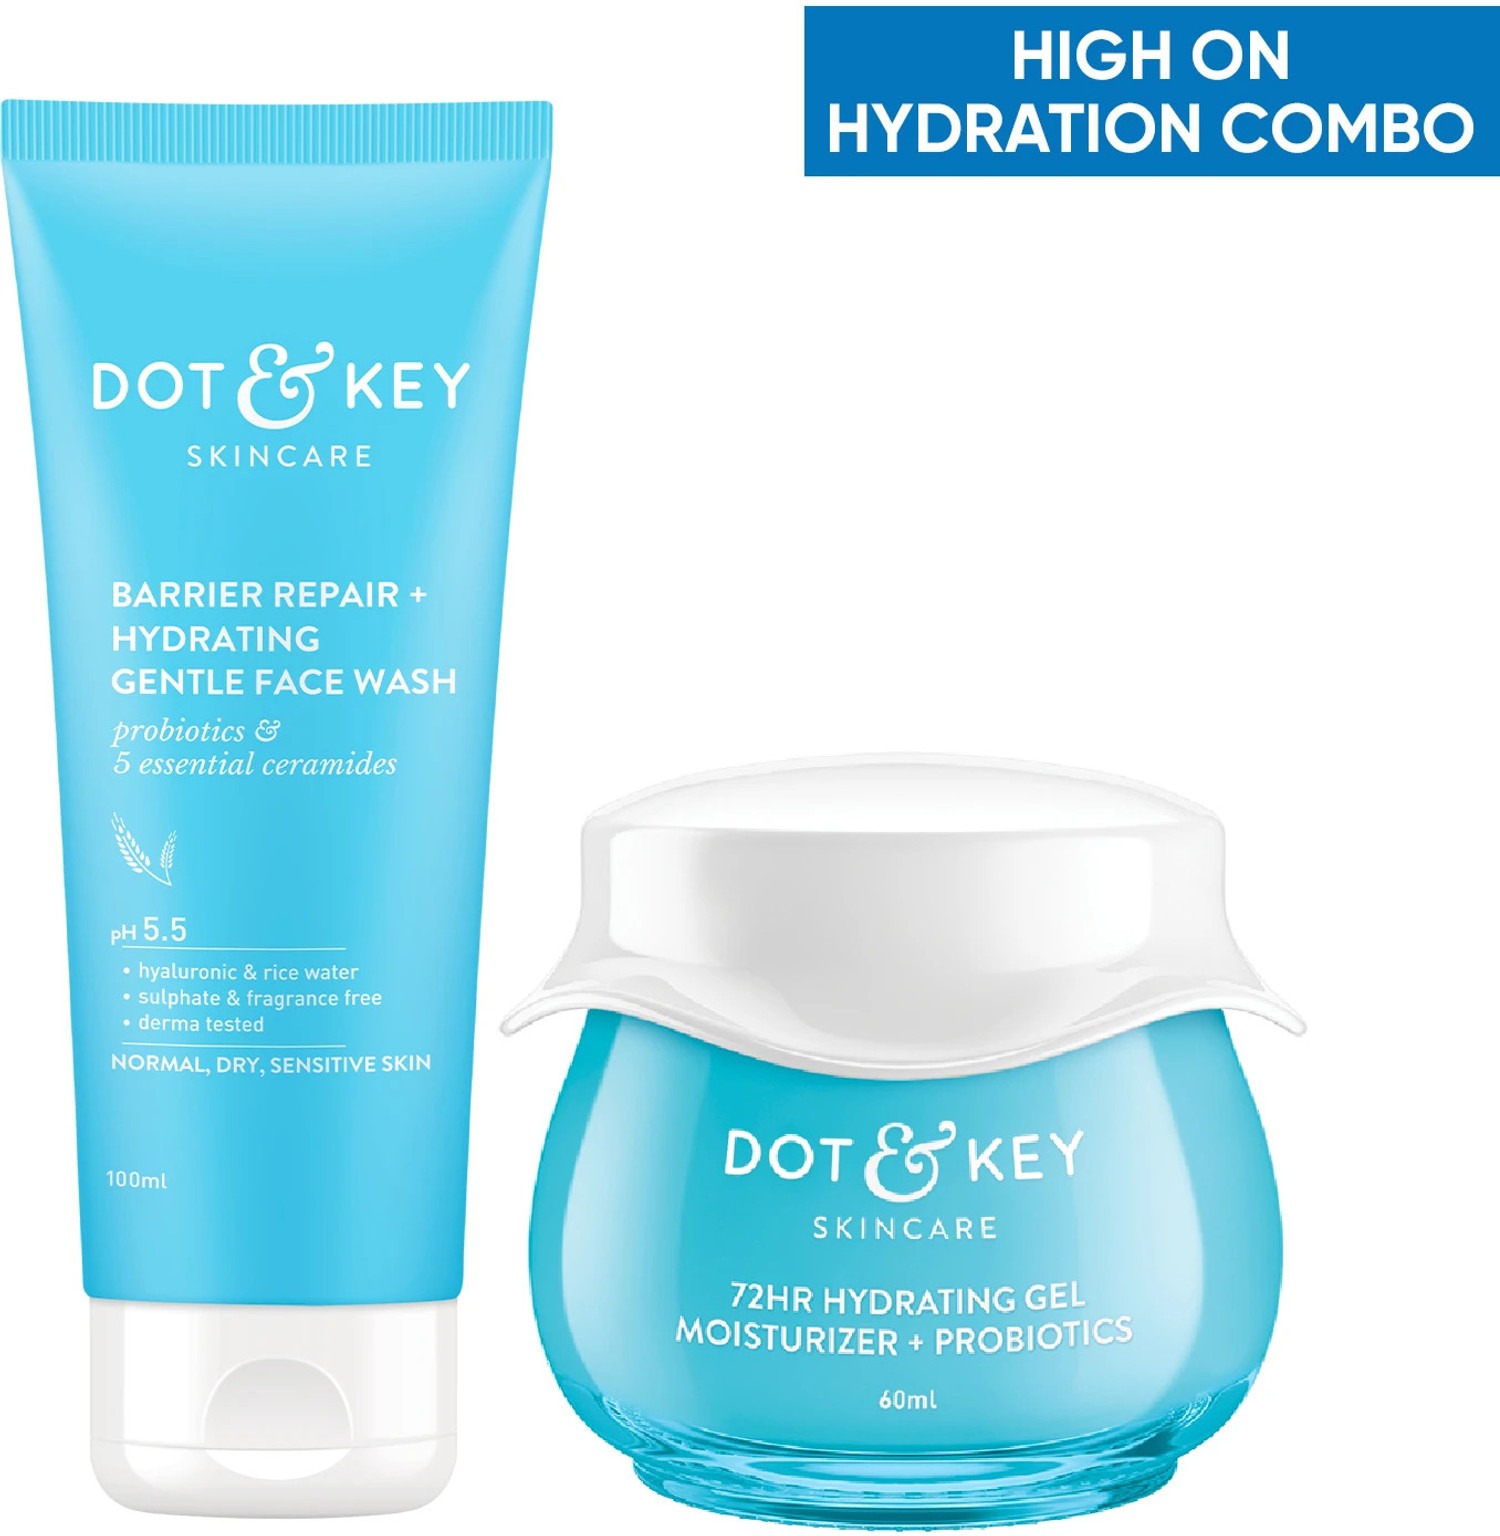 HIGH ON
HYDRATION COMBO
DOT & KEY
SKINCARE
BARRIER REPAIR +
HYDRATING
GENTLE FACE WASH
probiotics &
5 essential ceramides
pH 5.5
• hyaluronic & rice water
• sulphate & fragrance free
• derma tested
NORMAL, DRY, SENSITIVE SKIN
100ml
DOT & KEY
SKINCARE
72HR HYDRATING GEL
MOISTURIZER + PROBIOTICS
60ml